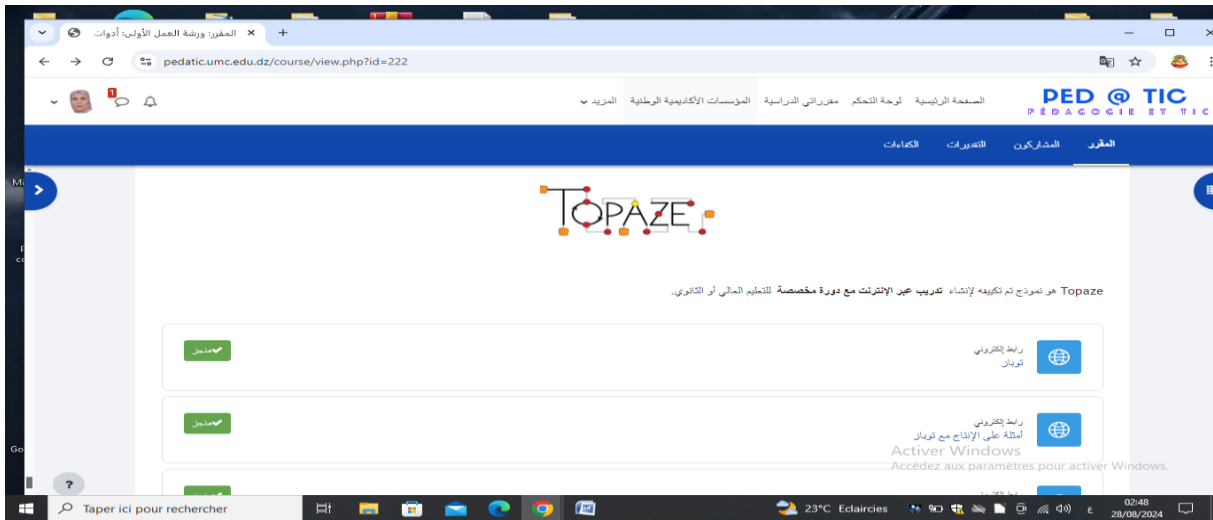 المقرر: ورشة العمل الأولى: أدوات
pedatic.umc.edu.dz/course/view.php?id=222
PED @ TIC
PÉDAGOGIE ET TIC
الصفحة الرئيسية لوحة التحكم مقرراتي الدراسية المؤسسات الأكاديمية الوطنية المزيد
1
المقرر المشاركون التقديرات الكفاءات
TOPAZE
Topaze هو نموذج تم تكييفه لإنشاء تدريب عبر الإنترنت مع دورة مخصصة للتعليم العالي أو الثانوي.
رابط إلكتروني
توباز
منجز
رابط إلكتروني
أمثلة على الإنتاج مع توباز
منجز
Activer Windows
Accédez aux paramètres pour activer Windows.
?
Taper ici pour rechercher
23°C Eclaircies
ع
02:48
28/08/2024